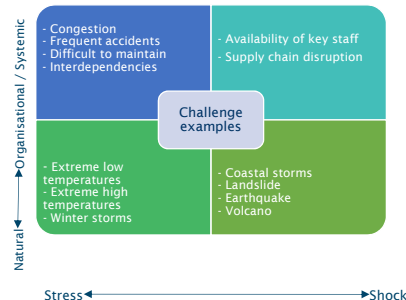 - Congestion
- Frequent accidents
- Difficult to maintain
- Interdependencies
- Availability of key staff
- Supply chain disruption
Challenge
examples
- Extreme low
temperatures
- Extreme high
temperatures
- Winter storms
- Coastal storms
- Landslide
- Earthquake
- Volcano
Organisational / Systemic
Natural
Stress
Shock